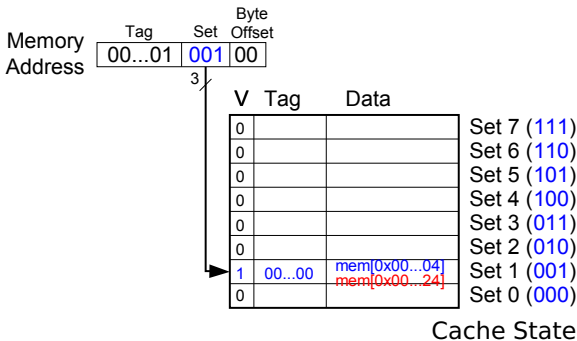 Memory Address
Tag Set Byte Offset
00...01 001 00
3
V Tag Data
0 Set 7 (111)
0 Set 6 (110)
0 Set 5 (101)
0 Set 4 (100)
0 Set 3 (011)
0 Set 2 (010)
1 00...00 mem[0x00...04] mem[0x00...24] Set 1 (001)
0 Set 0 (000)
Cache State